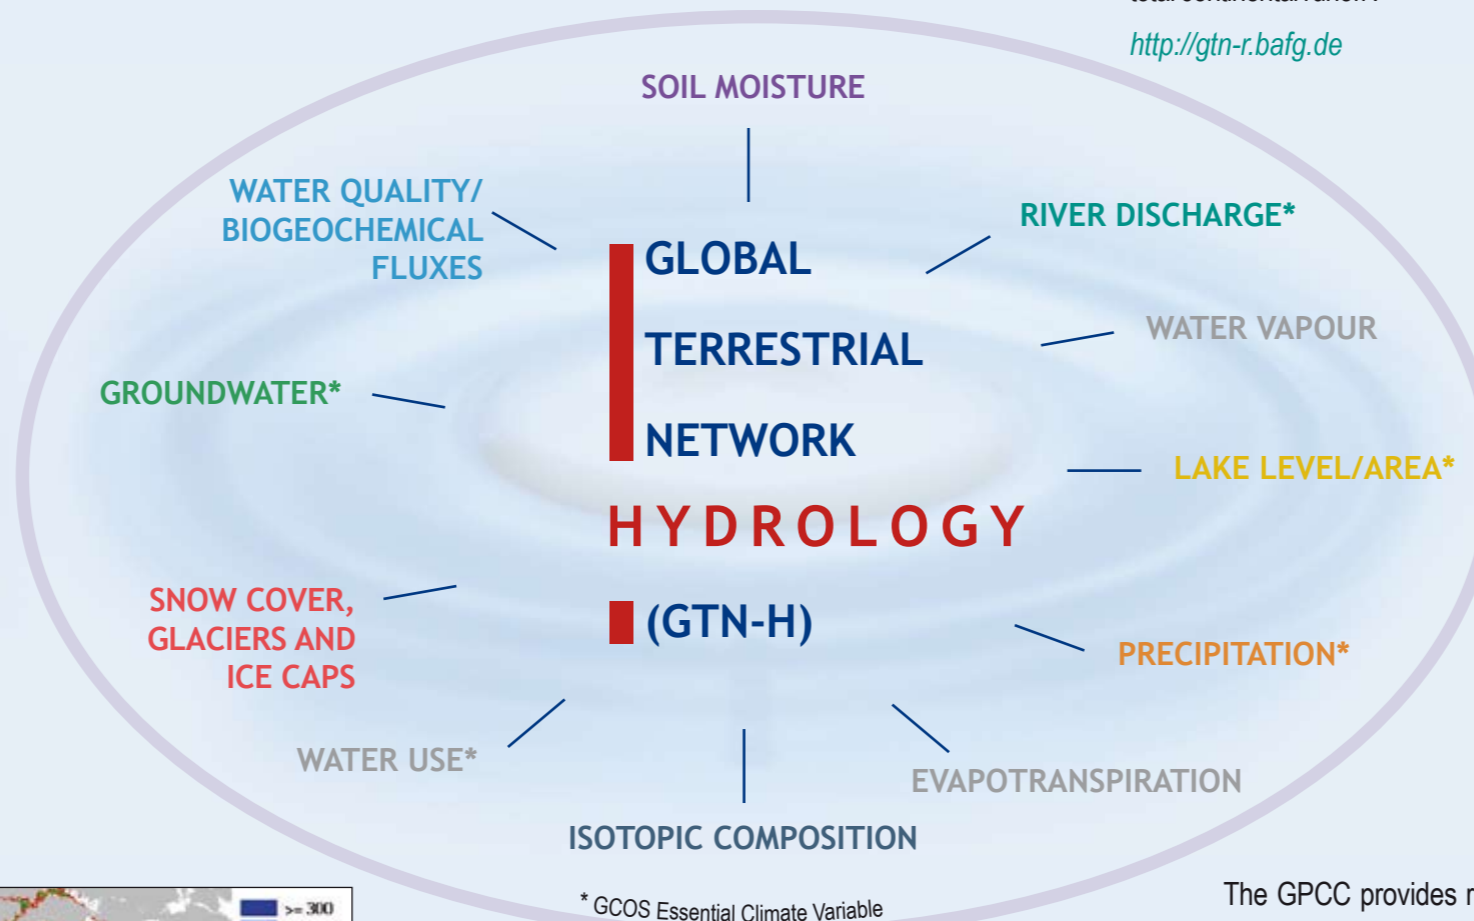 http://gtn-r.bafg.de
SOIL MOISTURE
WATER QUALITY/
BIOGEOCHEMICAL
FLUXES
RIVER DISCHARGE*
GLOBAL
WATER VAPOUR
TERRESTRIAL
GROUNDWATER*
NETWORK
LAKE LEVEL/AREA*
HYDROLOGY
SNOW COVER,
GLACIERS AND
ICE CAPS
(GTN-H)
PRECIPITATION*
WATER USE*
EVAPOTRANSPIRATION
ISOTOPIC COMPOSITION
>= 300
* GCOS Essential Climate Variable
The GPCC provides